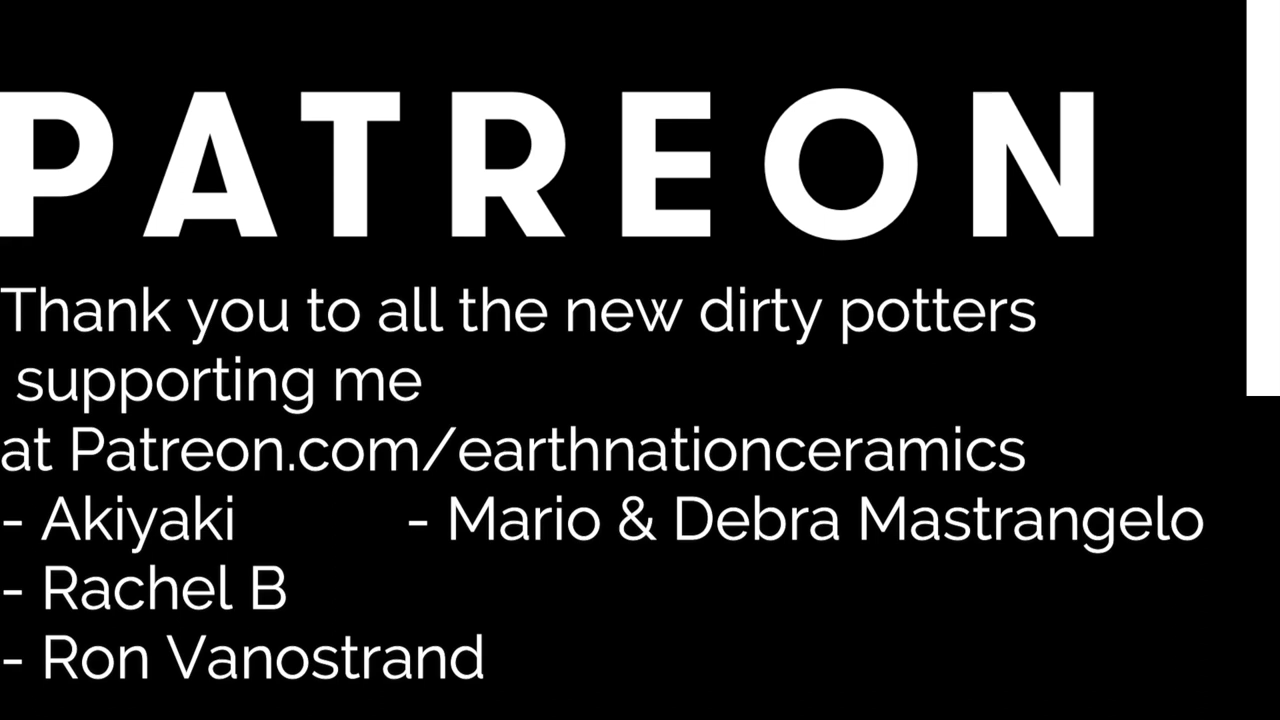 PATREON
Thank you to all the new dirty potters
supporting me
at Patreon.com/earthnationceramics
- Akiyaki - Mario & Debra Mastrangelo
- Rachel B
- Ron Vanostrand